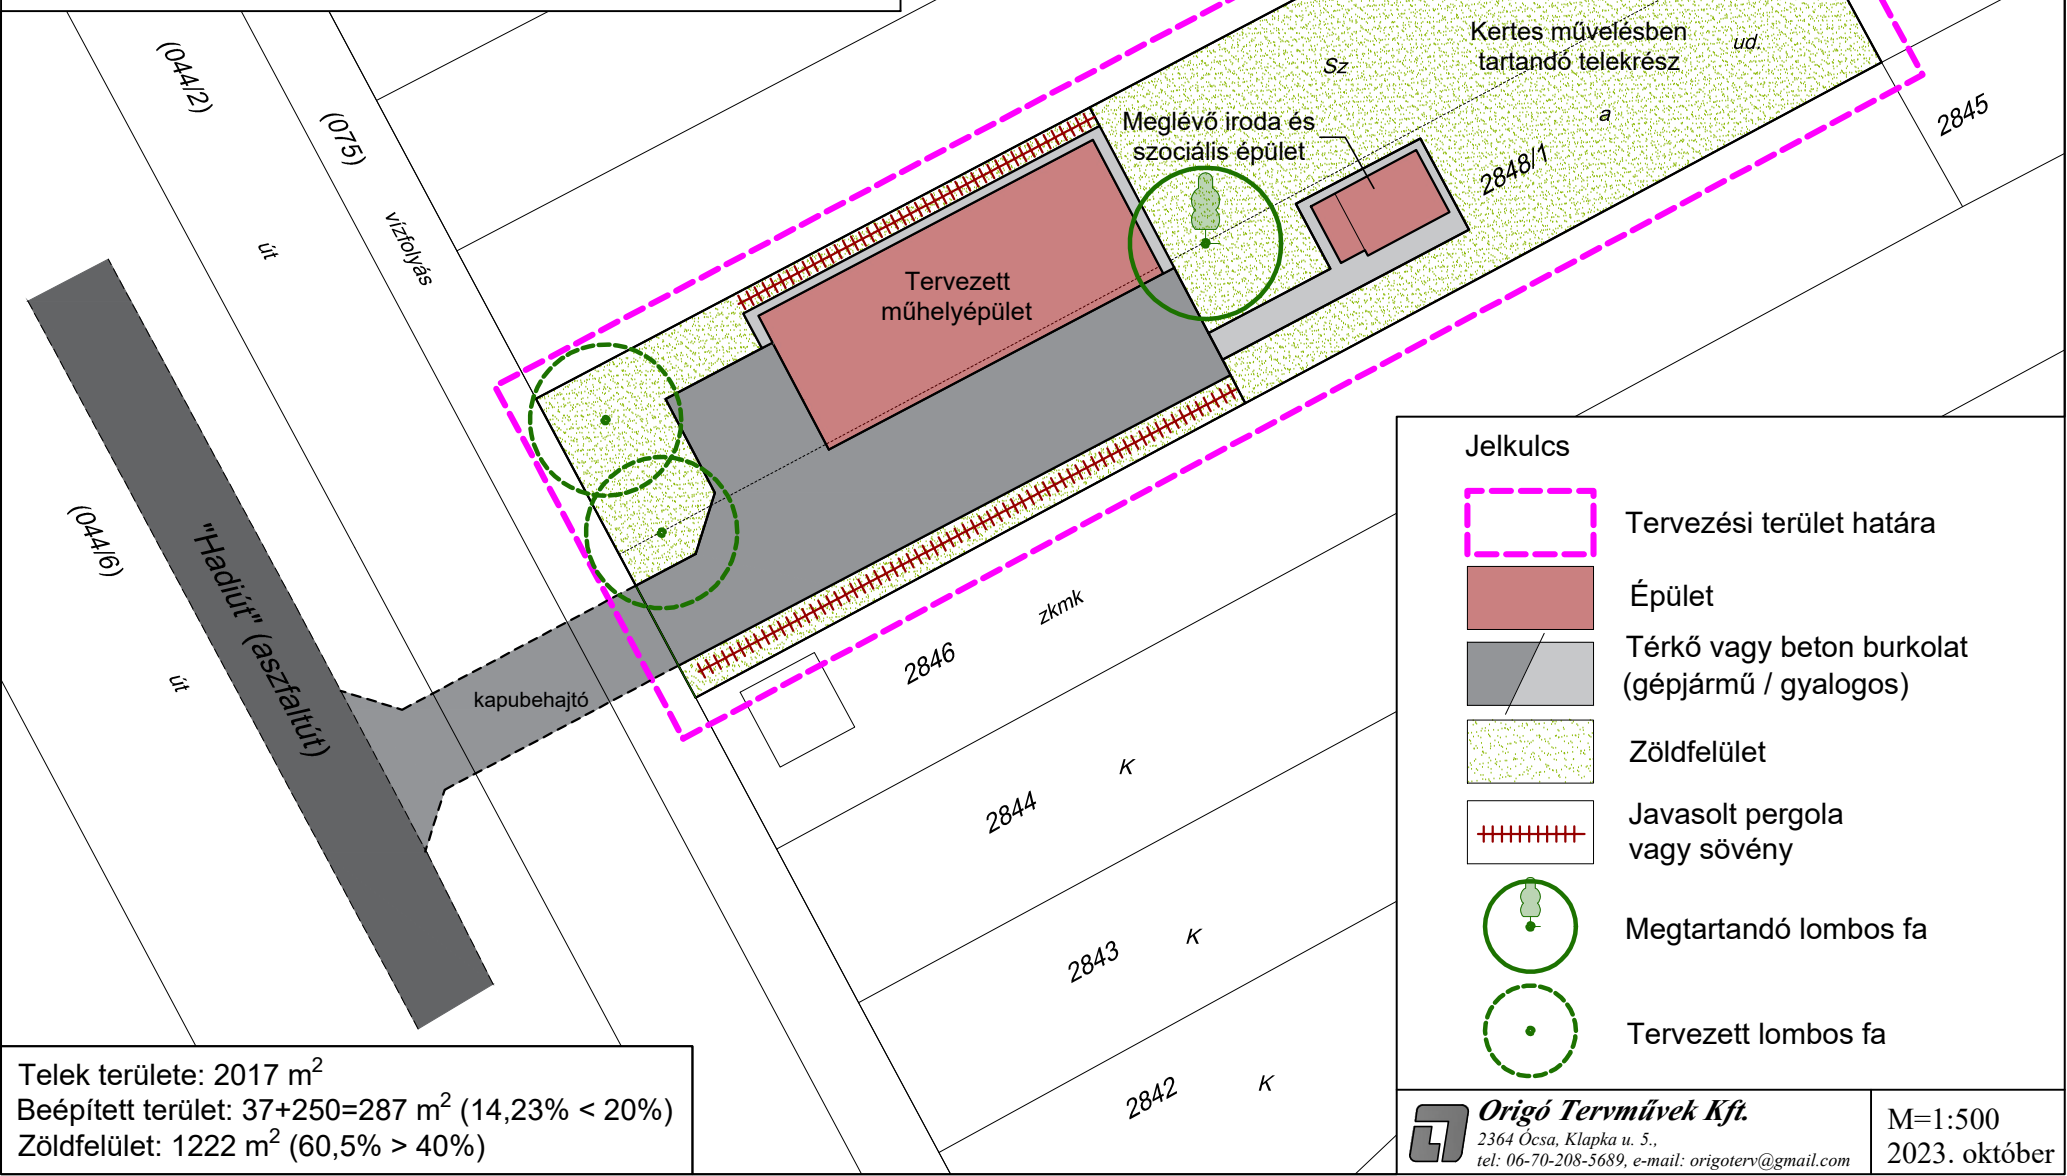 (044/2)
(075)
út
vízfolyás
Kertes művelésben
tartandó telekrész
ud.
Sz
a
Meglévő iroda és
szociális épület
2848/1
2845
Tervezett
műhelyépület
(044/6)
"Hadiút" (aszfaltút)
út
kapubehajtó
zkmk
2846
K
2844
K
2843
K
2842
Jelkulcs
Tervezési terület határa
Épület
Térkő vagy beton burkolat
(gépjármű / gyalogos)
Zöldfelület
Javasolt pergola
vagy sövény
Megtartandó lombos fa
Tervezett lombos fa
Telek területe: 2017 m²
Beépített terület: 37+250=287 m² (14,23% < 20%)
Zöldfelület: 1222 m² (60,5% > 40%)
Origó Tervművek Kft.
2364 Ócsa, Klapka u. 5.,
tel: 06-70-208-5689, e-mail: origoterv@gmail.com
M=1:500
2023. október